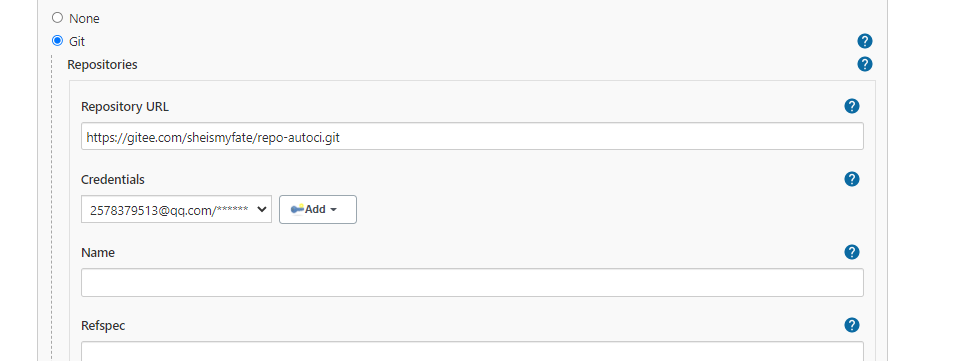 None
Git
Repositories
Repository URL
https://gitee.com/sheismyfate/repo-autoci.git
Credentials
2578379513@qq.com/******
Add
Name
Refspec